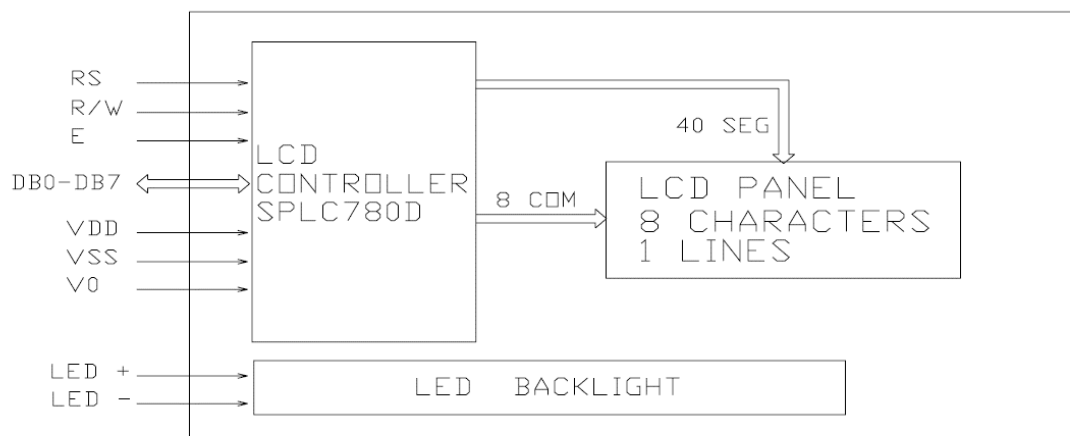 RS
R/W
E
DB0-DB7
VDD
VSS
V0
LED +
LED -
LCD
CONTROLLER
SPLC780D
40 SEG
8 COM
LCD PANEL
8 CHARACTERS
1 LINES
LED BACKLIGHT